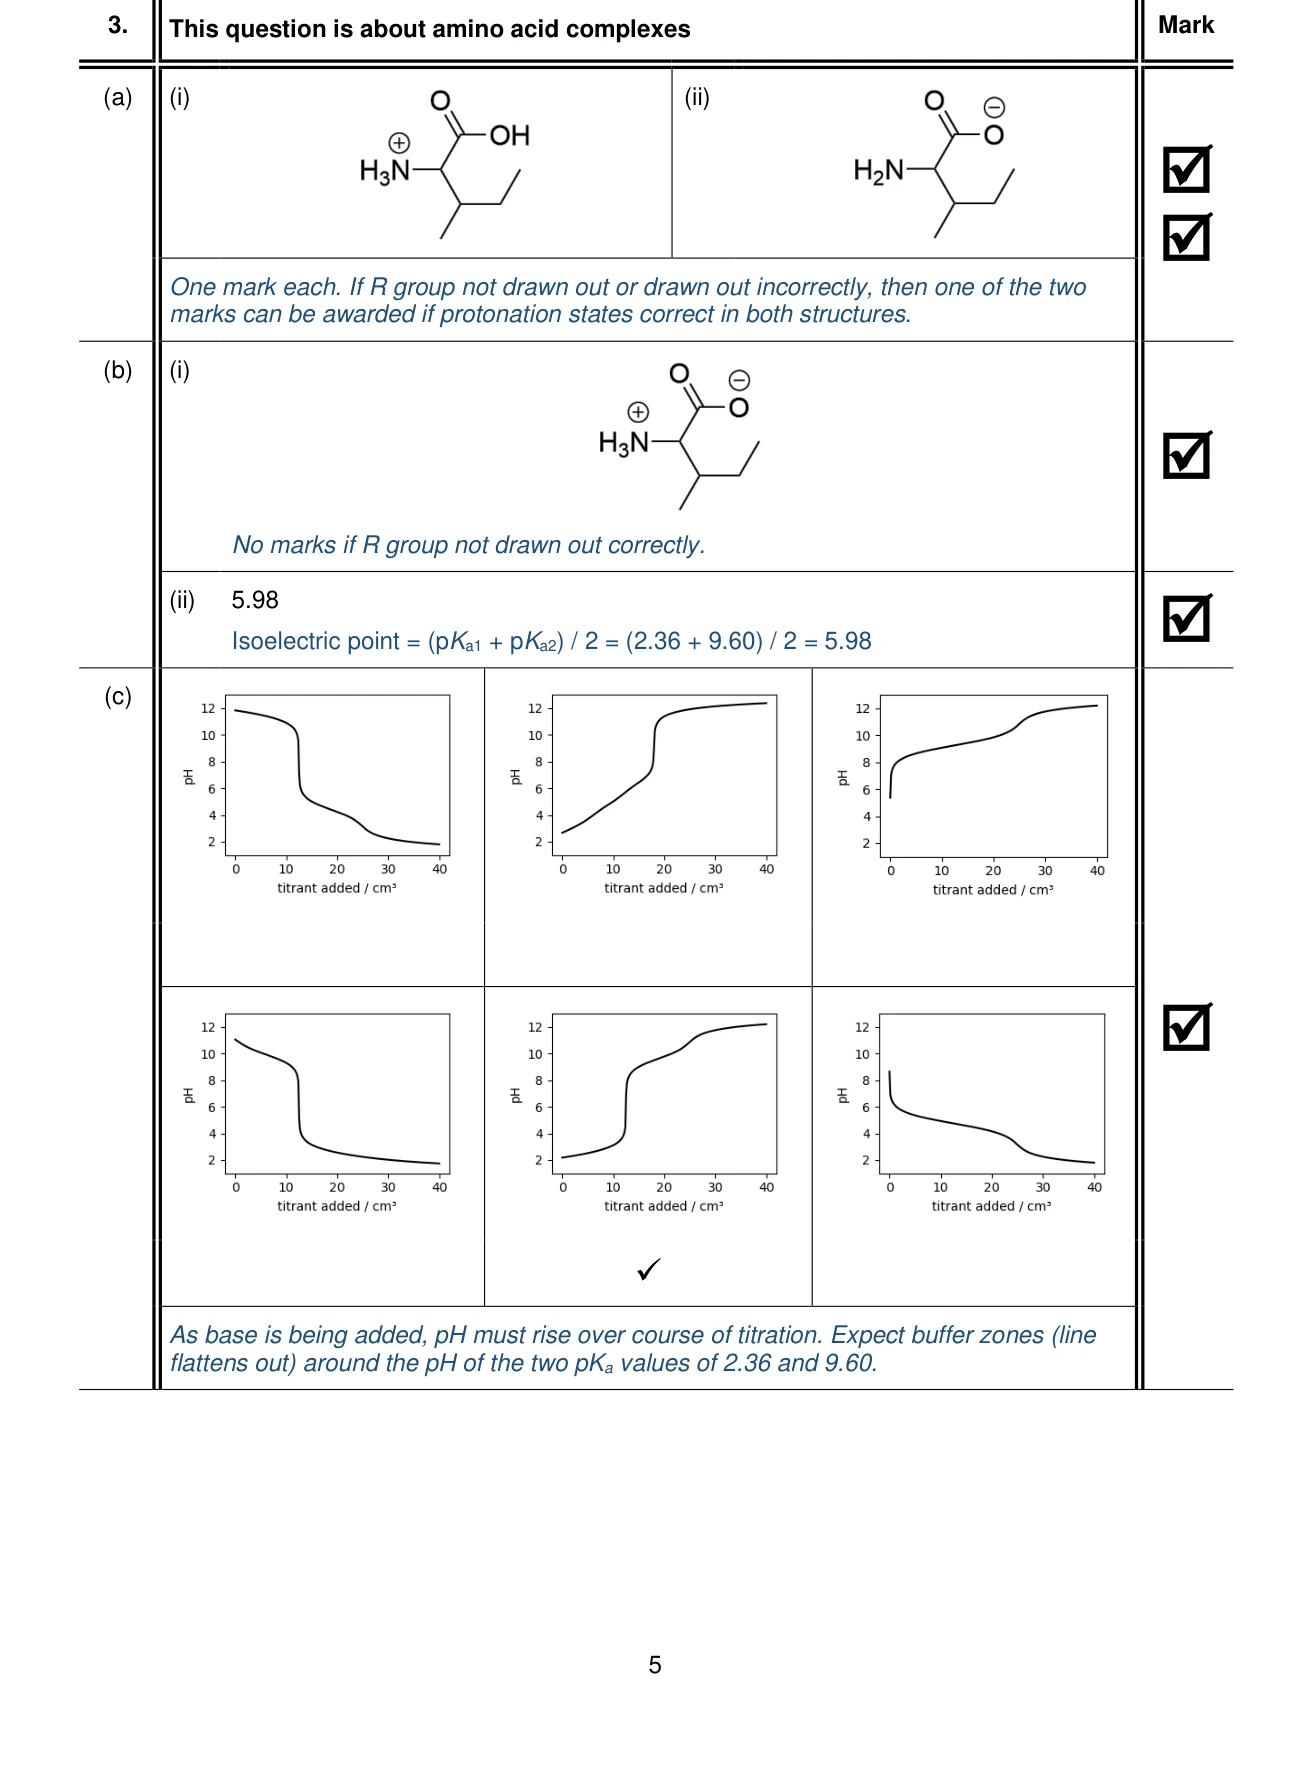 3. This question is about amino acid complexes Mark
(a) (i) (ii)
O
⊕
OH
H₃N
O ⊖
O
H₂N
One mark each. If R group not drawn out or drawn out incorrectly, then one of the two
marks can be awarded if protonation states correct in both structures.
(b) (i)
O ⊖
⊕ O
H₃N
No marks if R group not drawn out correctly.
(ii) 5.98
Isoelectric point = (pKₐ₁ + pKₐ₂) / 2 = (2.36 + 9.60) / 2 = 5.98
(c)
12
10
8
6
4
2
pH
0 10 20 30 40
titrant added / cm³
12
10
8
6
4
2
pH
0 10 20 30 40
titrant added / cm³
12
10
8
6
4
2
pH
0 10 20 30 40
titrant added / cm³
12
10
8
6
4
2
pH
0 10 20 30 40
titrant added / cm³
12
10
8
6
4
2
pH
0 10 20 30 40
titrant added / cm³
✓
12
10
8
6
4
2
pH
0 10 20 30 40
titrant added / cm³
As base is being added, pH must rise over course of titration. Expect buffer zones (line
flattens out) around the pH of the two pKₐ values of 2.36 and 9.60.
5